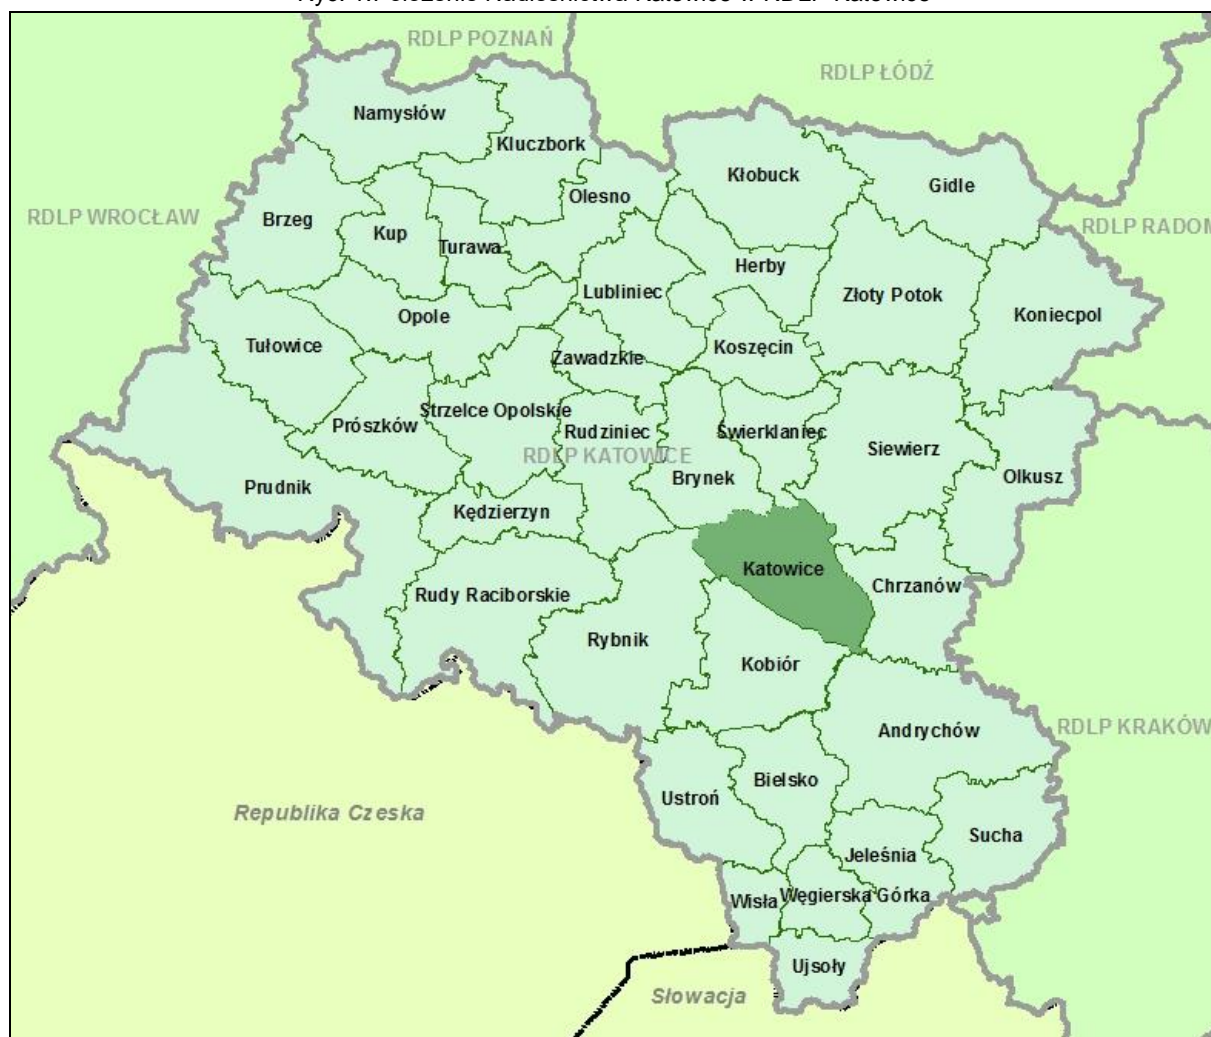 RDLP POZNAŃ
RDLP ŁÓDŹ
Namysłów
Kluczbork
Kłobuck
Gidle
Olesno
RDLP WROCŁAW
Brzeg
Kup
Turawa
RDLP RADOM
Herby
Lubliniec
Złoty Potok
Koniecpol
Opole
Tułowice
Zawadzkie
Koszęcin
Strzelce Opolskie
Prószków
Rudziniec
Świerklaniec
Siewierz
RDLP KATOWICE
Brynek
Olkusz
Prudnik
Kędzierzyn
Katowice
Chrzanów
Rudy Raciborskie
Rybnik
Kobiór
Andrychów
RDLP KRAKÓW
Bielsko
Ustroń
Republika Czeska
Sucha
Jeleśnia
Wisła
Węgierska Górka
Ujsoły
Słowacja